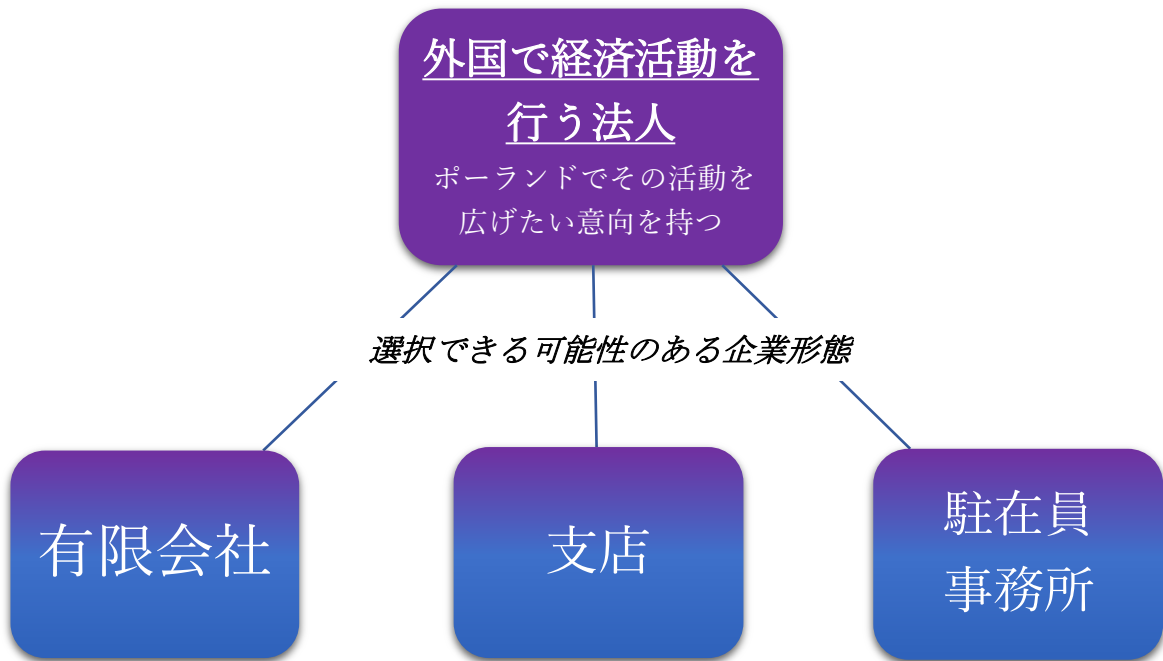 外国で経済活動を
行う法人
ポーランドでその活動を
広げたい意向を持つ
選択できる可能性のある企業形態
有限会社
支店
駐在員
事務所